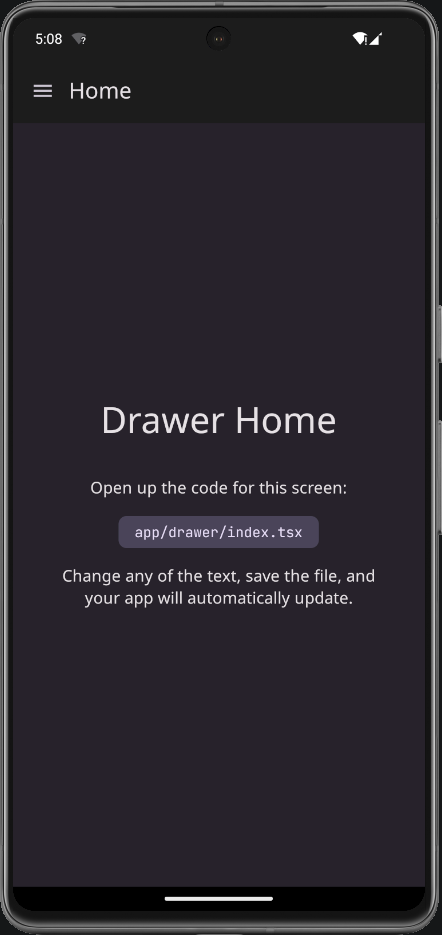 5:08
Home
Drawer Home
Open up the code for this screen:
app/drawer/index.tsx
Change any of the text, save the file, and
your app will automatically update.